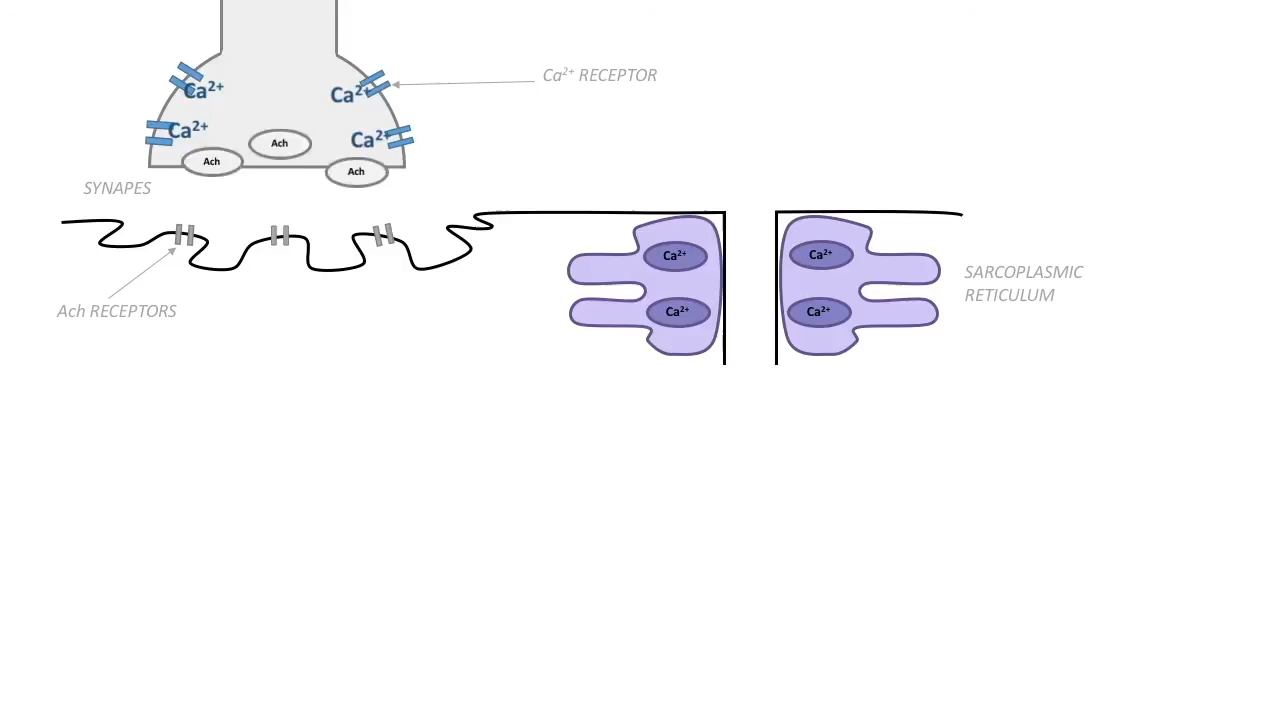 Ca²⁺ RECEPTOR
Ca²⁺
Ca²⁺
Ca²⁺
Ca²⁺
Ach
Ach
Ach
SYNAPES
Ach RECEPTORS
Ca²⁺
Ca²⁺
Ca²⁺
Ca²⁺
SARCOPLASMIC
RETICULUM